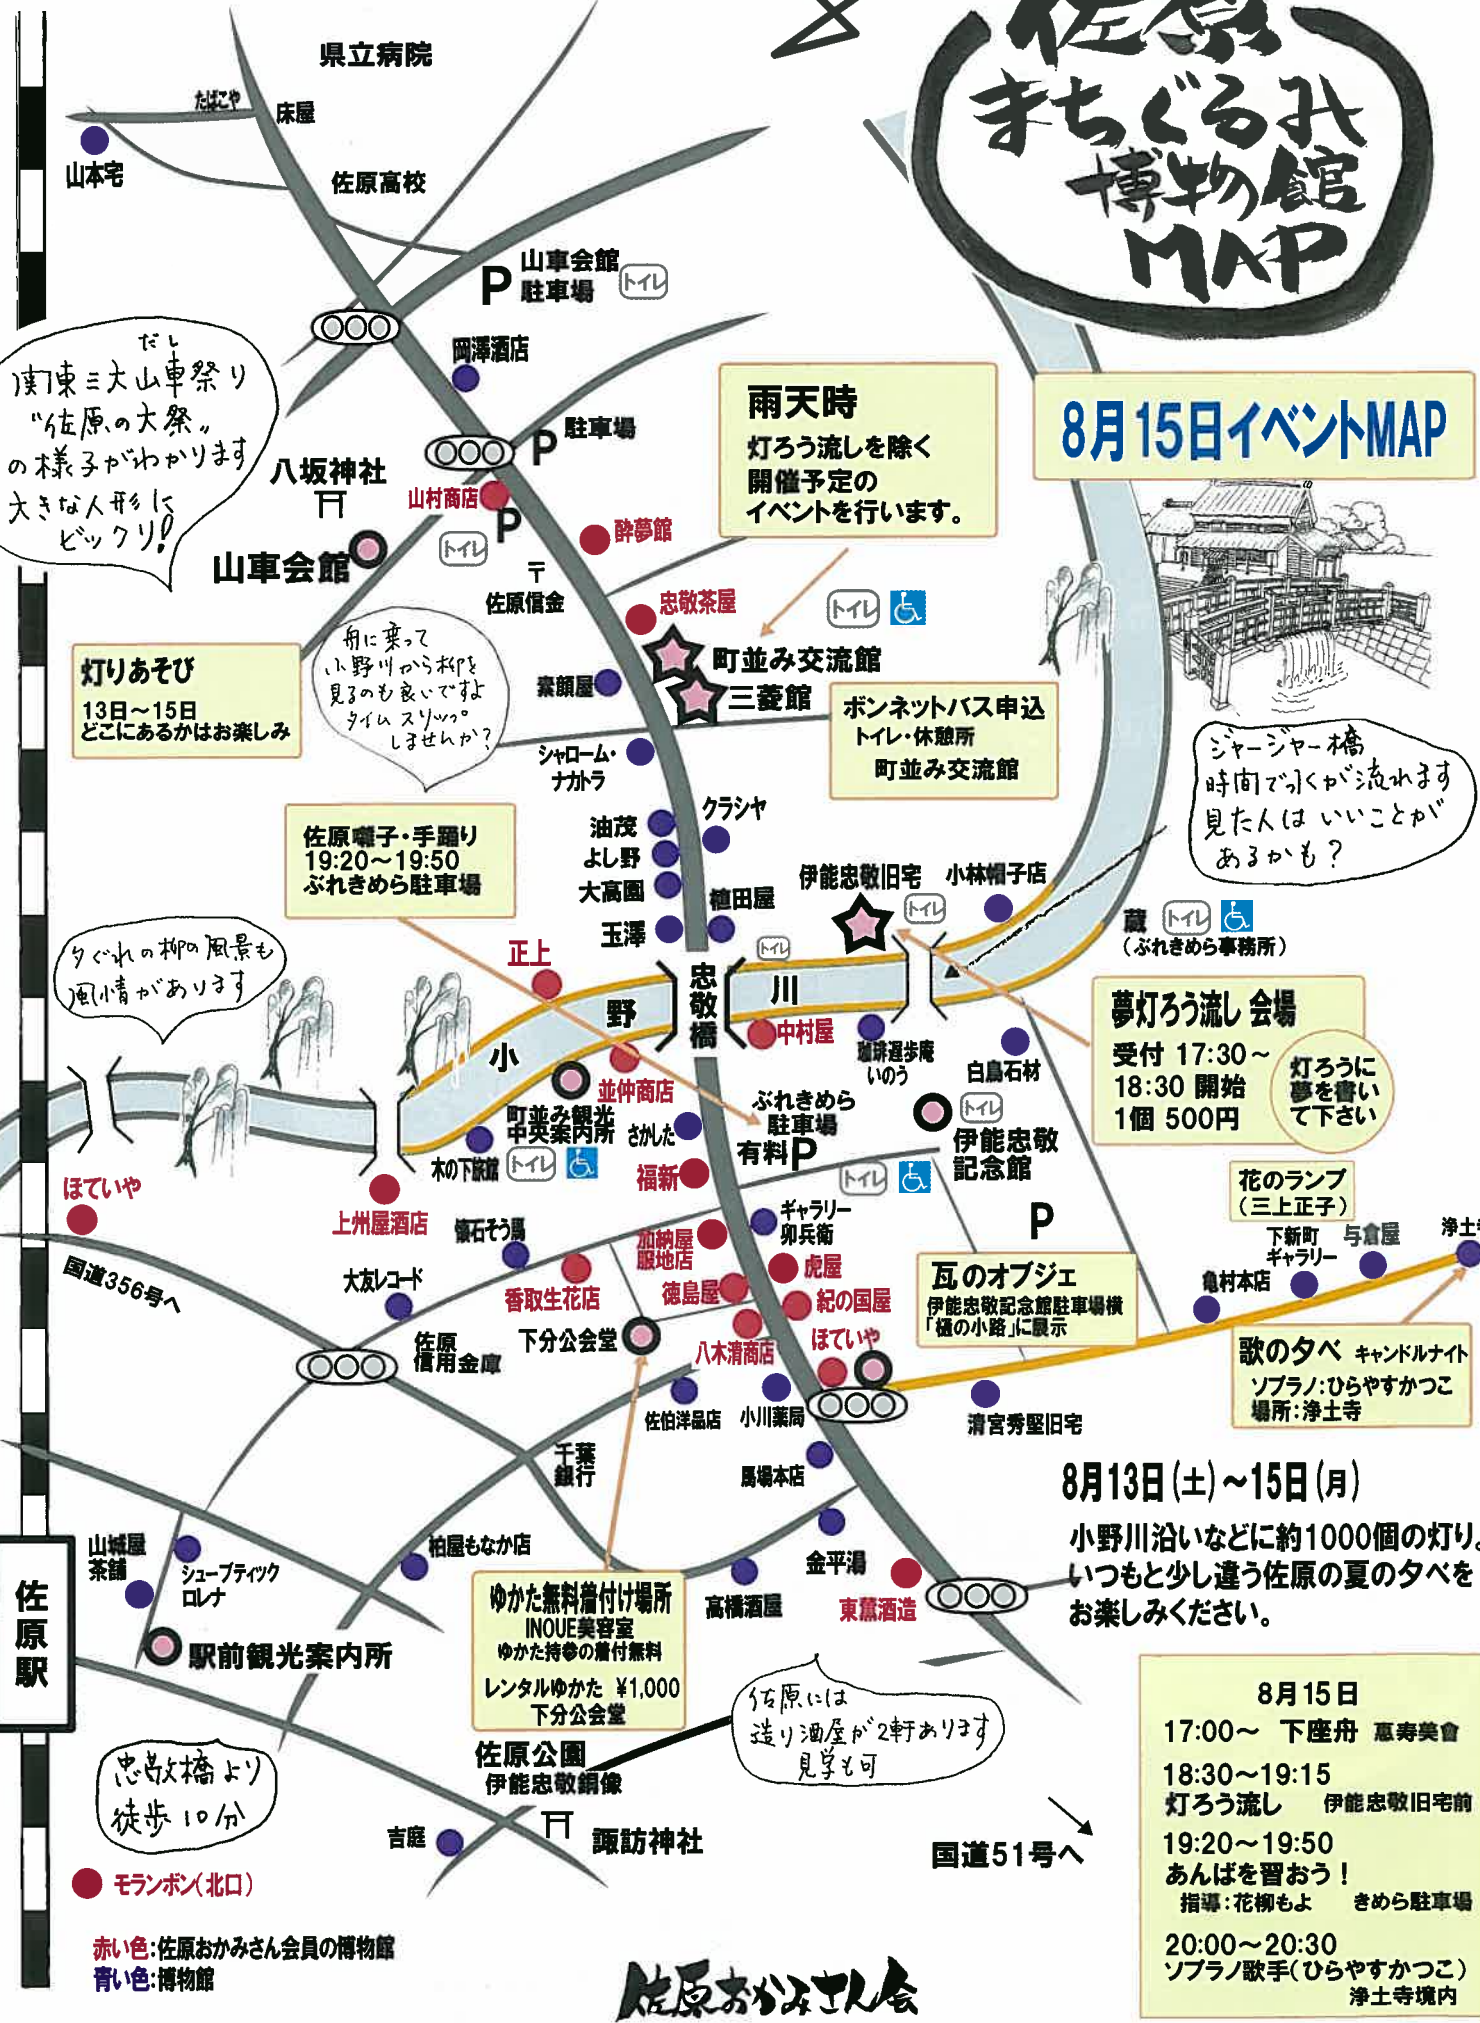 佐原
まちぐるみ
博物館
MAP
県立病院
たばこや
床屋
山本宅
佐原高校
P 山車会館
駐車場
トイレ
だし
関東三大山車祭り
"佐原の大祭"
の様子がわかります
大きな人形に
ビックリ!
岡澤酒店
P 駐車場
八坂神社
山村商店
P
トイレ
山車会館
酔夢館
〒
佐原信金
雨天時
灯ろう流しを除く
開催予定の
イベントを行います。
8月15日イベントMAP
忠敬茶屋
トイレ
町並み交流館
三菱館
灯りあそび
13日～15日
どこにあるかはお楽しみ
舟に乗って
小野川から柳を
見るのも良いですよ
タイムスリップ
しませんか?
素顔屋
シャローム・
ナカトラ
ボンネットバス申込
トイレ・休憩所
町並み交流館
ジャージャー橋
時間で水が流れます
見た人はいいことが
あるかも?
佐原囃子・手踊り
19:20～19:50
ぶれきめら駐車場
油茂
クラシヤ
よし野
大高園
植田屋
玉澤
伊能忠敬旧宅
トイレ
小林帽子店
蔵 トイレ
(ぶれきめら事務所)
夕ぐれの柳の風景も
風情があります
正上
トイレ
小
野
忠敬橋
川
中村屋
珈琲遅歩庵
いのう
白鳥石材
夢灯ろう流し 会場
受付 17:30～
18:30 開始
1個 500円
灯ろうに
夢を書い
て下さい
並仲商店
町並み観光
中央案内所
さかした
木の下旅館
トイレ
ぶれきめら
駐車場
有料P
トイレ
伊能忠敬
記念館
トイレ
福新
ほていや
上州屋酒店
国道356号へ
懐石そう馬
加納屋
服地店
ギャラリー
卯兵衛
P
花のランプ
(三上正子)
下新町
ギャラリー
与倉屋
浄土寺
亀村本店
大友レコード
香取生花店
徳島屋
虎屋
紀の国屋
瓦のオブジェ
伊能忠敬記念館駐車場横
「樋の小路」に展示
佐原
信用金庫
下分公会堂
八木清商店
ほていや
歌の夕べ キャンドルナイト
ソプラノ:ひらやすかつこ
場所:浄土寺
佐伯洋品店
小川薬局
清宮秀堅旧宅
千葉
銀行
馬場本店
8月13日(土)～15日(月)
小野川沿いなどに約1000個の灯り。
いつもと少し違う佐原の夏の夕べを
お楽しみください。
山城屋
茶舗
シューブティック
ロレナ
柏屋もなか店
金平湯
高橋酒屋
東薫酒造
佐原駅
駅前観光案内所
ゆかた無料着付け場所
INOUE美容室
ゆかた持参の着付無料
レンタルゆかた ¥1,000
下分公会堂
佐原には
造り酒屋が2軒あります
見学も可
佐原公園
伊能忠敬銅像
諏訪神社
吉庭
忠敬橋より
徒歩10分
国道51号へ
8月15日
17:00～ 下座舟 恵寿美會
18:30～19:15
灯ろう流し 伊能忠敬旧宅前
19:20～19:50
あんばを習おう!
指導:花柳もよ きめら駐車場
20:00～20:30
ソプラノ歌手(ひらやすかつこ)
浄土寺境内
モランボン(北口)
赤い色:佐原おかみさん会員の博物館
青い色:博物館
佐原おかみさん会